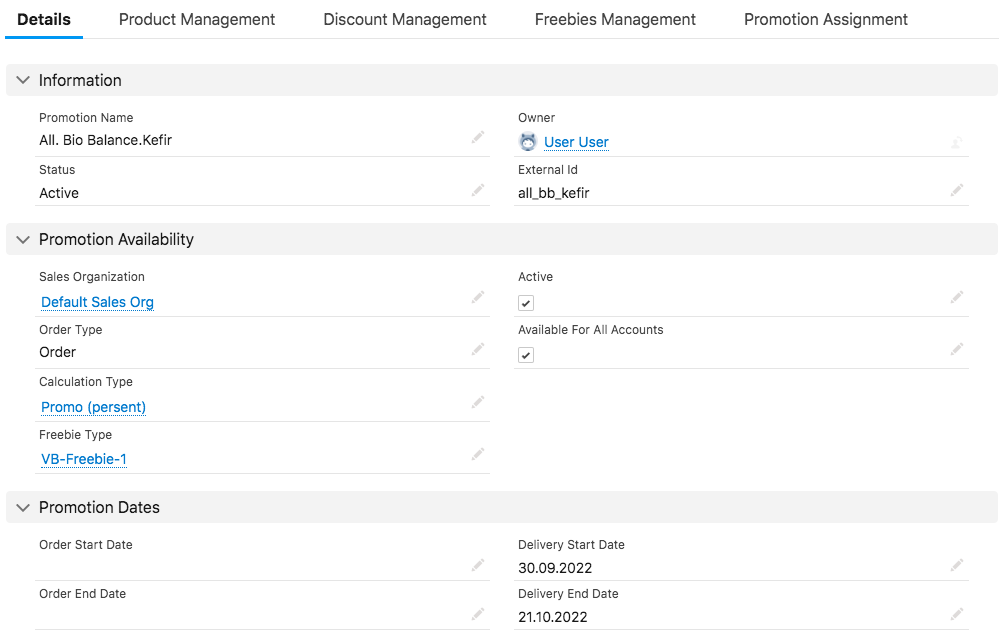 Details Product Management Discount Management Freebies Management Promotion Assignment
Information
Promotion Name Owner
All. Bio Balance.Kefir User User
Status External Id
Active all_bb_kefir
Promotion Availability
Sales Organization Active
Default Sales Org
Order Type Available For All Accounts
Order
Calculation Type
Promo (persent)
Freebie Type
VB-Freebie-1
Promotion Dates
Order Start Date Delivery Start Date
30.09.2022
Order End Date Delivery End Date
21.10.2022